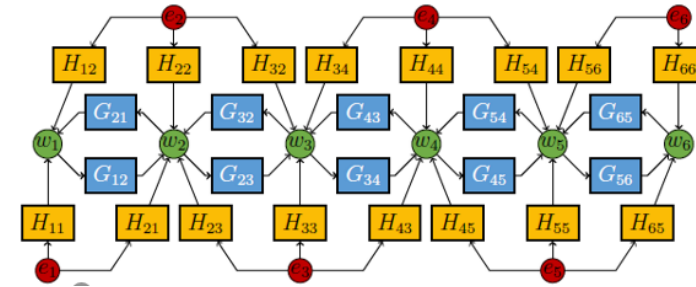 e₂ e₄ e₆
H₁₂ H₂₂ H₃₂ H₃₄ H₄₄ H₅₄ H₅₆ H₆₆
G₂₁ G₃₂ G₄₃ G₅₄ G₆₅
w₁ w₂ w₃ w₄ w₅ w₆
G₁₂ G₂₃ G₃₄ G₄₅ G₅₆
H₁₁ H₂₁ H₂₃ H₃₃ H₄₃ H₄₅ H₅₅ H₆₅
e₁ e₃ e₅